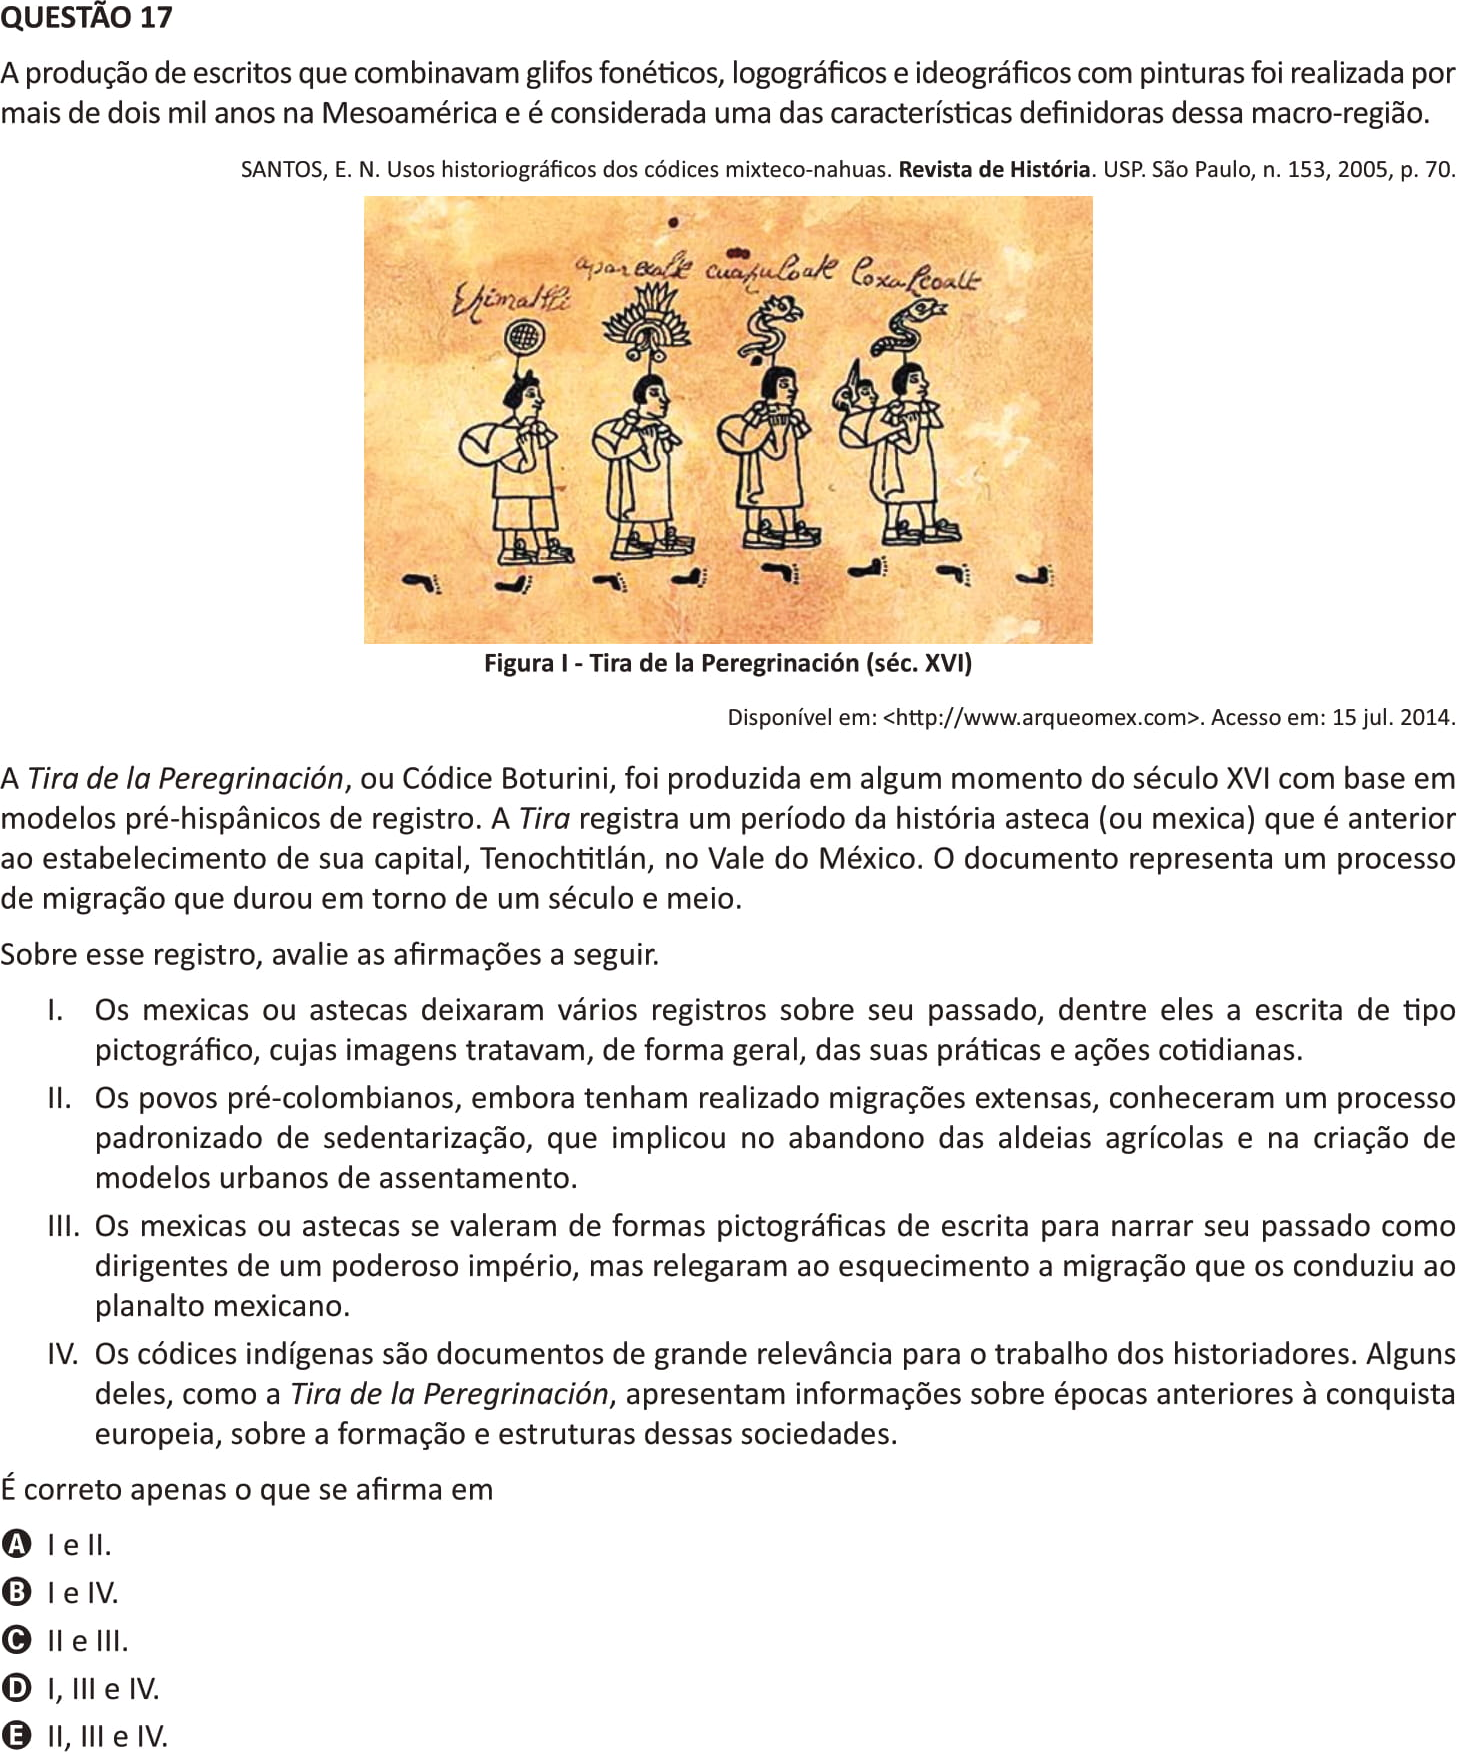 QUESTÃO 17
A produção de escritos que combinavam glifos fonéticos, logográficos e ideográficos com pinturas foi realizada por
mais de dois mil anos na Mesoamérica e é considerada uma das características definidoras dessa macro-região.
SANTOS, E. N. Usos historiográficos dos códices mixteco-nahuas. Revista de História. USP. São Paulo, n. 153, 2005, p. 70.
Figura I - Tira de la Peregrinación (séc. XVI)
Disponível em: <http://www.arqueomex.com>. Acesso em: 15 jul. 2014.
A Tira de la Peregrinación, ou Códice Boturini, foi produzida em algum momento do século XVI com base em
modelos pré-hispânicos de registro. A Tira registra um período da história asteca (ou mexica) que é anterior
ao estabelecimento de sua capital, Tenochtitlán, no Vale do México. O documento representa um processo
de migração que durou em torno de um século e meio.
Sobre esse registro, avalie as afirmações a seguir.
I. Os mexicas ou astecas deixaram vários registros sobre seu passado, dentre eles a escrita de tipo
pictográfico, cujas imagens tratavam, de forma geral, das suas práticas e ações cotidianas.
II. Os povos pré-colombianos, embora tenham realizado migrações extensas, conheceram um processo
padronizado de sedentarização, que implicou no abandono das aldeias agrícolas e na criação de
modelos urbanos de assentamento.
III. Os mexicas ou astecas se valeram de formas pictográficas de escrita para narrar seu passado como
dirigentes de um poderoso império, mas relegaram ao esquecimento a migração que os conduziu ao
planalto mexicano.
IV. Os códices indígenas são documentos de grande relevância para o trabalho dos historiadores. Alguns
deles, como a Tira de la Peregrinación, apresentam informações sobre épocas anteriores à conquista
europeia, sobre a formação e estruturas dessas sociedades.
É correto apenas o que se afirma em
A I e II.
B I e IV.
C II e III.
D I, III e IV.
E II, III e IV.